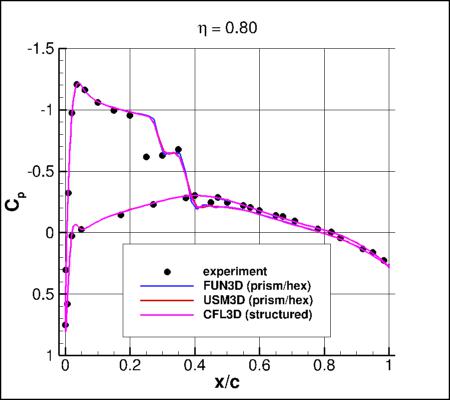 η = 0.80
-1.5
-1
-0.5
0
0.5
1
Cp
experiment
FUN3D (prism/hex)
USM3D (prism/hex)
CFL3D (structured)
0 0.2 0.4 0.6 0.8 1
x/c